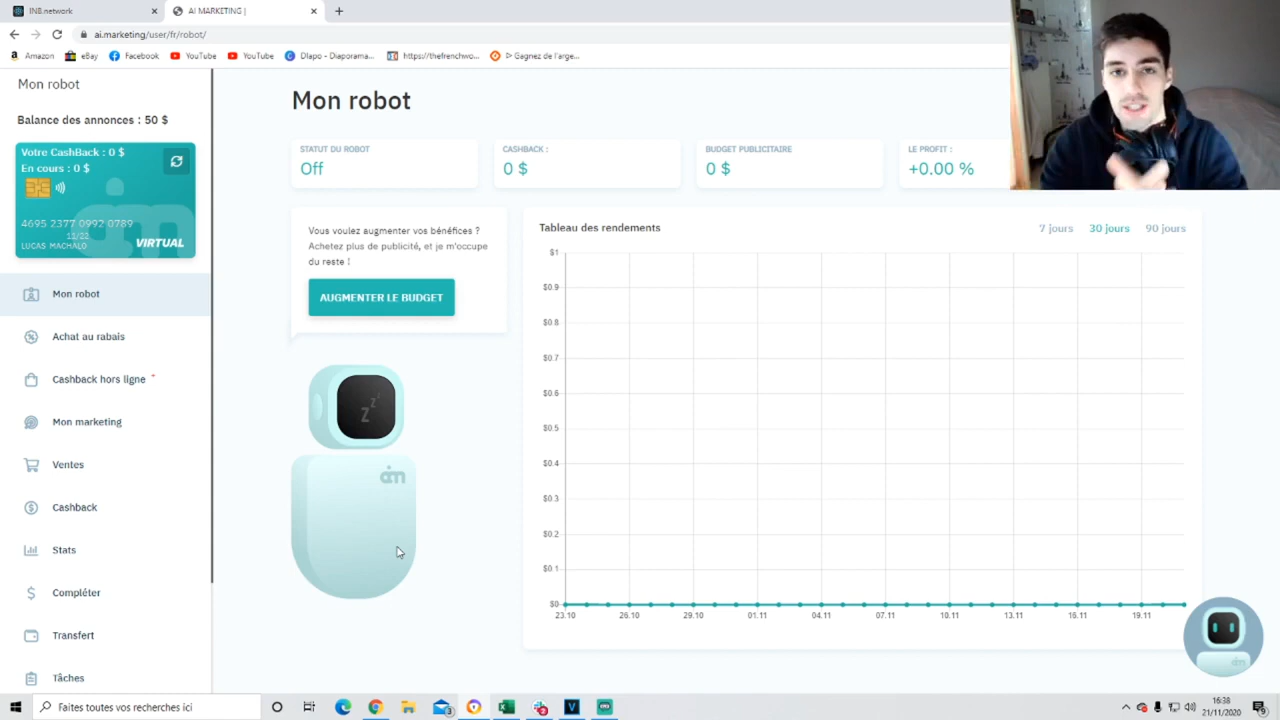 INB.network
AI MARKETING |
ai.marketing/user/fr/robot/
Amazon
eBay
Facebook
YouTube
YouTube
Diapo - Diaporama...
https://thefrenchwo...
ᐅ Gagnez de l'arge...
Mon robot
Balance des annonces : 50 $
Votre CashBack : 0 $
En cours : 0 $
4695 2377 0992 0789
LUCAS MACHALO
VIRTUAL
Mon robot
Achat au rabais
Cashback hors ligne *
Mon marketing
Ventes
Cashback
Stats
Compléter
Transfert
Tâches
Mon robot
STATUT DU ROBOT
Off
CASHBACK :
0 $
BUDGET PUBLICITAIRE
0 $
LE PROFIT :
+0.00 %
Vous voulez augmenter vos bénéfices ?
Achetez plus de publicité, et je m'occupe
du reste !
AUGMENTER LE BUDGET
z z z
aim
Tableau des rendements
7 jours
30 jours
90 jours
$1
$0.9
$0.8
$0.7
$0.6
$0.5
$0.4
$0.3
$0.2
$0.1
$0
23.10
26.10
29.10
01.11
04.11
07.11
10.11
13.11
16.11
19.11
Faites toutes vos recherches ici
16:38
21/11/2020